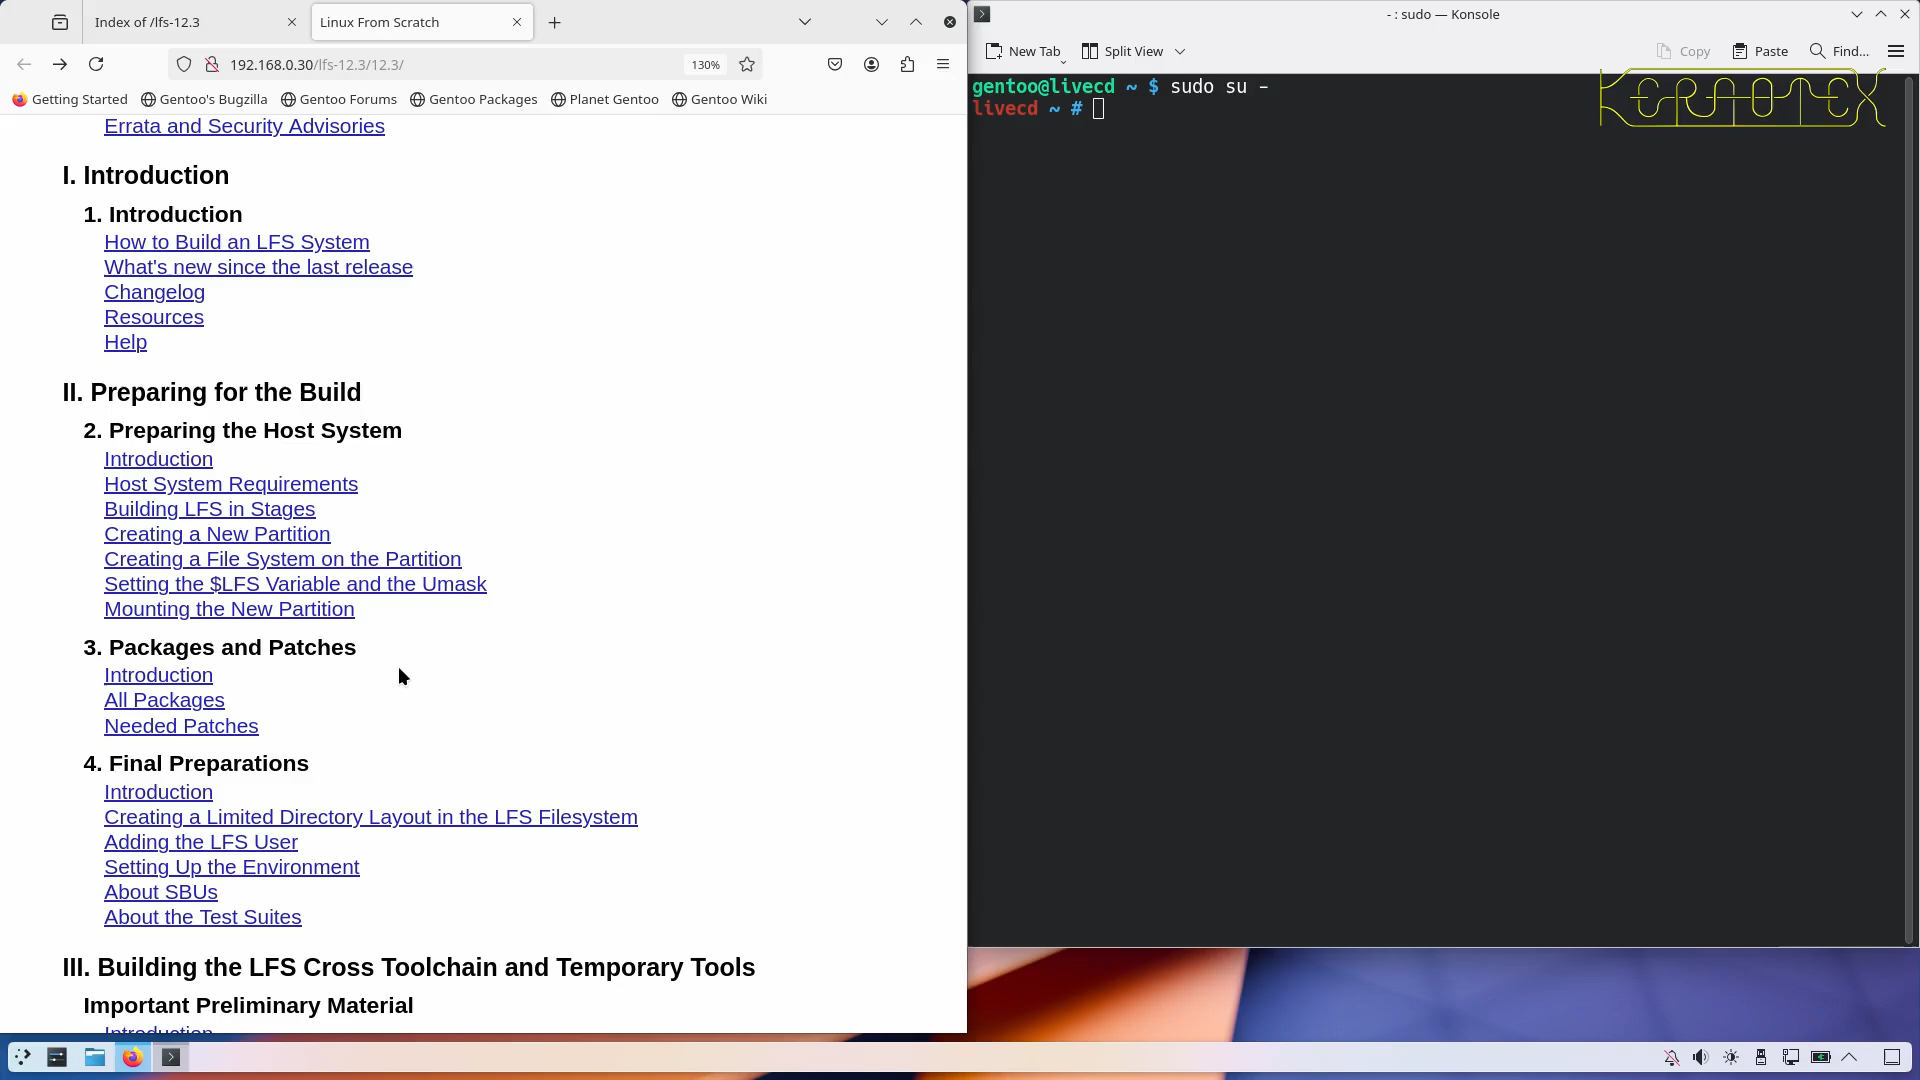 Index of /lfs-12.3
Linux From Scratch
192.168.0.30/lfs-12.3/12.3/
130%
Getting Started
Gentoo's Bugzilla
Gentoo Forums
Gentoo Packages
Planet Gentoo
Gentoo Wiki
Errata and Security Advisories
I. Introduction
1. Introduction
How to Build an LFS System
What's new since the last release
Changelog
Resources
Help
II. Preparing for the Build
2. Preparing the Host System
Introduction
Host System Requirements
Building LFS in Stages
Creating a New Partition
Creating a File System on the Partition
Setting the $LFS Variable and the Umask
Mounting the New Partition
3. Packages and Patches
Introduction
All Packages
Needed Patches
4. Final Preparations
Introduction
Creating a Limited Directory Layout in the LFS Filesystem
Adding the LFS User
Setting Up the Environment
About SBUs
About the Test Suites
III. Building the LFS Cross Toolchain and Temporary Tools
Important Preliminary Material
Introduction
- : sudo — Konsole
New Tab
Split View
Copy
Paste
Find...
gentoo@livecd ~ $ sudo su -
livecd ~ #